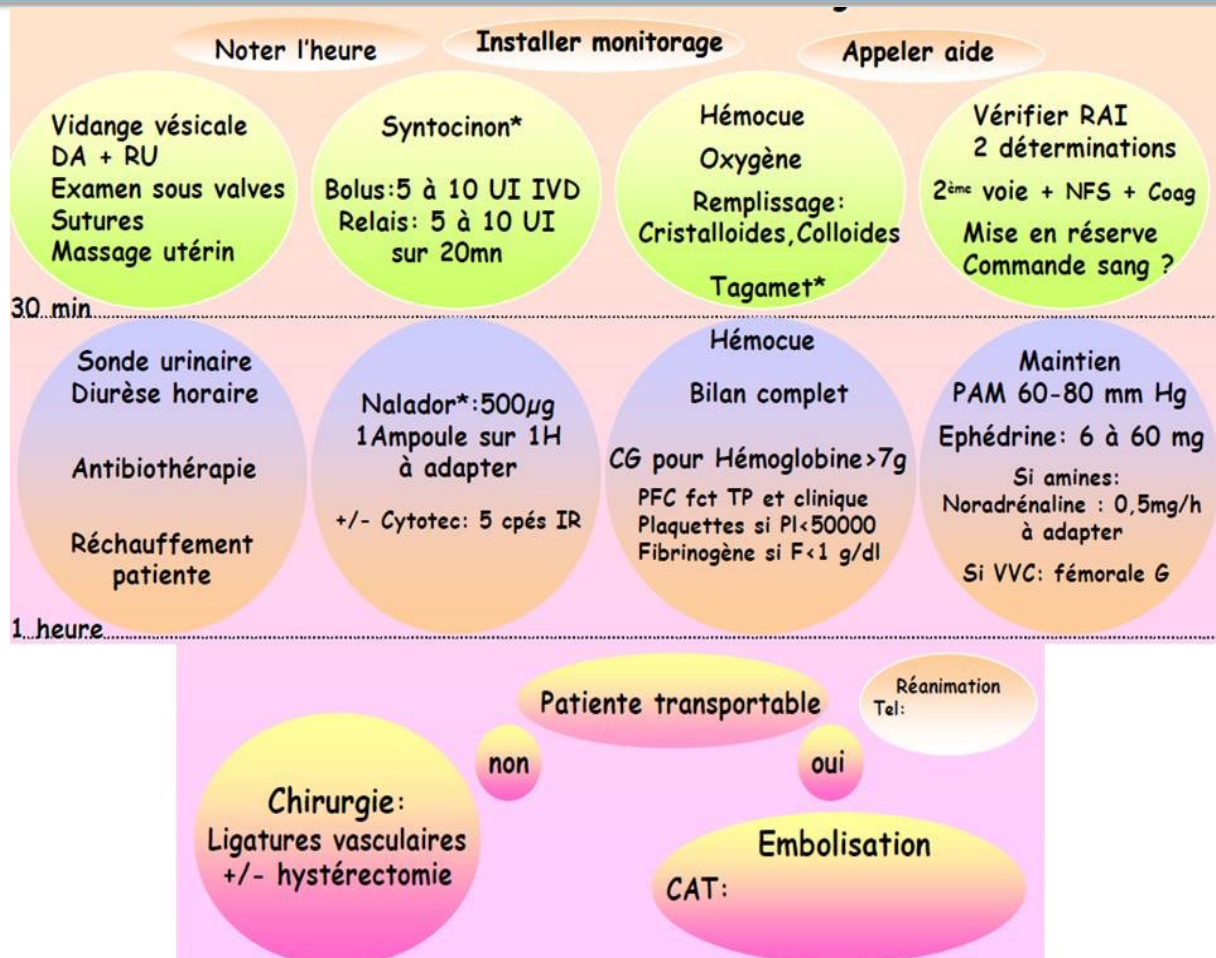 Noter l'heure
Installer monitorage
Appeler aide
Vidange vésicale
DA + RU
Examen sous valves
Sutures
Massage utérin
Syntocinon*
Bolus:5 à 10 UI IVD
Relais: 5 à 10 UI
sur 20mn
Hémocue
Oxygène
Remplissage:
Cristalloides,Colloides
Tagamet*
Vérifier RAI
2 déterminations
2ème voie + NFS + Coag
Mise en réserve
Commande sang ?
30 min
Sonde urinaire
Diurèse horaire
Antibiothérapie
Réchauffement
patiente
Nalador*:500µg
1Ampoule sur 1H
à adapter
+/- Cytotec: 5 cpés IR
Hémocue
Bilan complet
CG pour Hémoglobine>7g
PFC fct TP et clinique
Plaquettes si Pl<50000
Fibrinogène si F<1 g/dl
Maintien
PAM 60-80 mm Hg
Ephédrine: 6 à 60 mg
Si amines:
Noradrénaline : 0,5mg/h
à adapter
Si VVC: fémorale G
1 heure
Patiente transportable
Réanimation
Tel:
non
oui
Chirurgie:
Ligatures vasculaires
+/- hystérectomie
Embolisation
CAT: